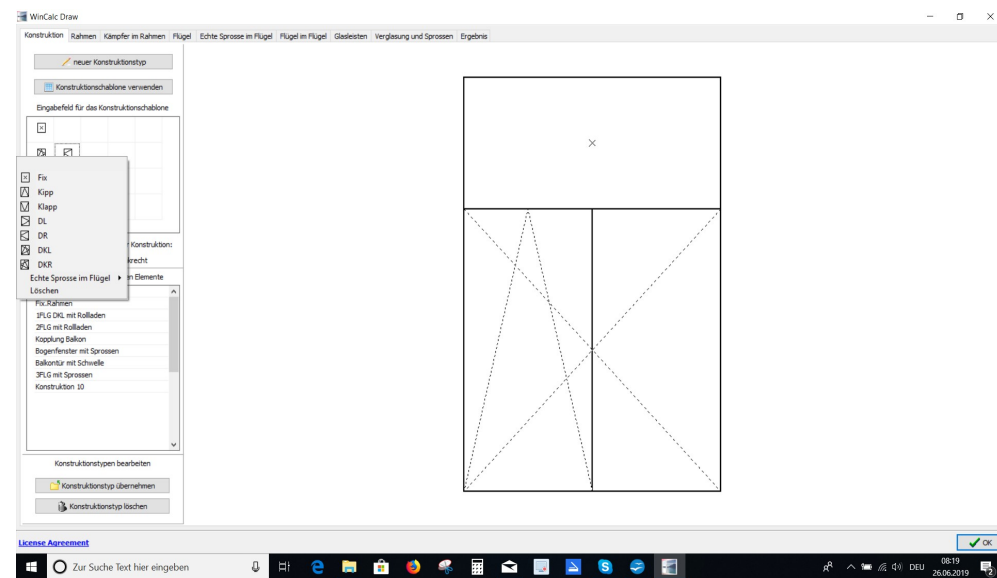 WinCalc Draw
Konstruktion Rahmen Kämpfer im Rahmen Flügel Echte Sprosse im Flügel Flügel im Flügel Glasleisten Verglasung und Sprossen Ergebnis
neuer Konstruktionstyp
Konstruktionschablone verwenden
Eingabefeld für das Konstruktionschablone
Fix
Kipp
Klapp
DL
DR
DKL
DKR
Echte Sprosse im Flügel
Löschen
Konstruktion:
Elemente
Fix.Rahmen
1FLG DKL mit Rolladen
2FLG mit Rolladen
Kopplung Balkon
Bogenfenster mit Sprossen
Balkontür mit Schwelle
3FLG mit Sprossen
Konstruktion 10
Konstruktionstypen bearbeiten
Konstruktionstyp übernehmen
Konstruktionstyp löschen
License Agreement
OK
Zur Suche Text hier eingeben
DEU
08:19
26.06.2019